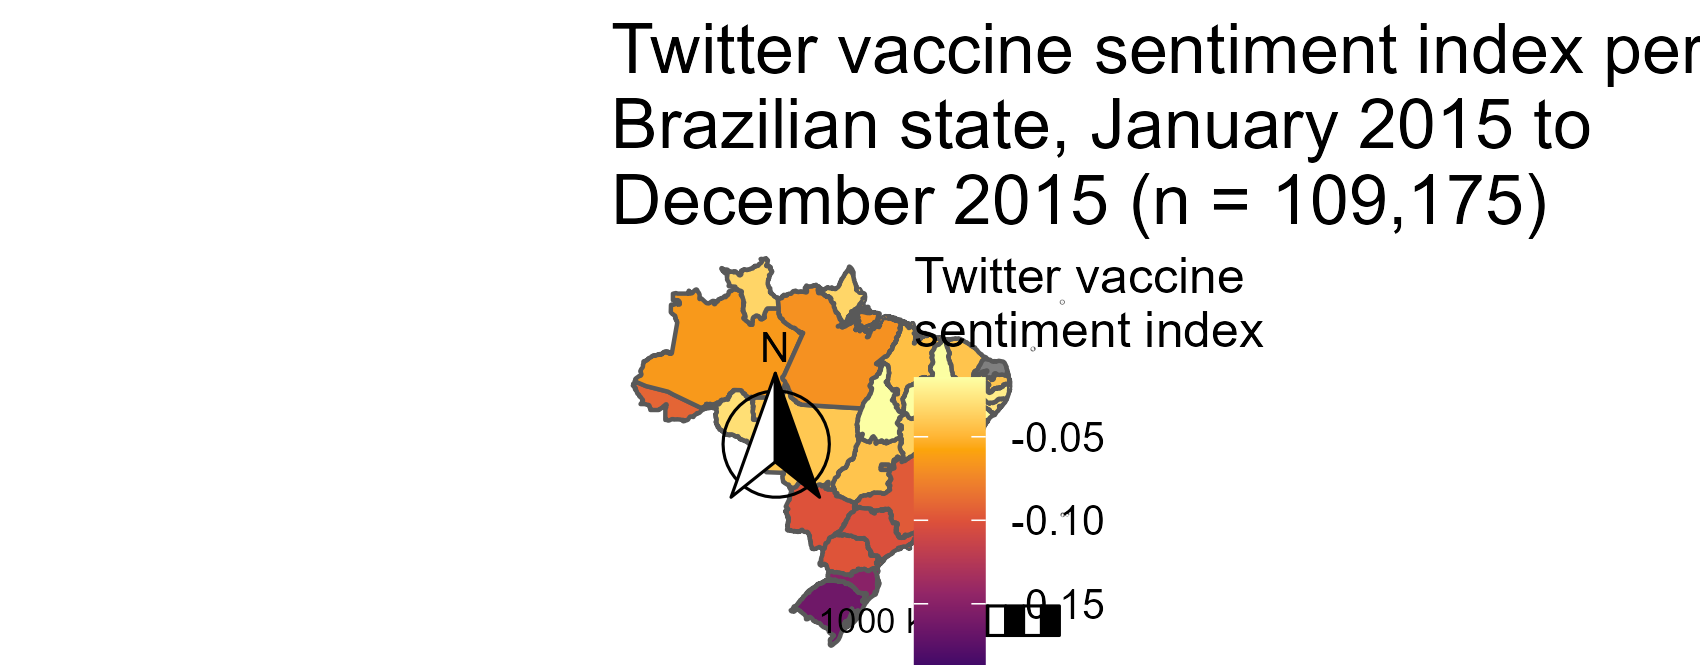 Twitter vaccine sentiment index per
Brazilian state, January 2015 to
December 2015 (n = 109,175)
Twitter vaccine
sentiment index
N
-0.05
-0.10
0.15
1000